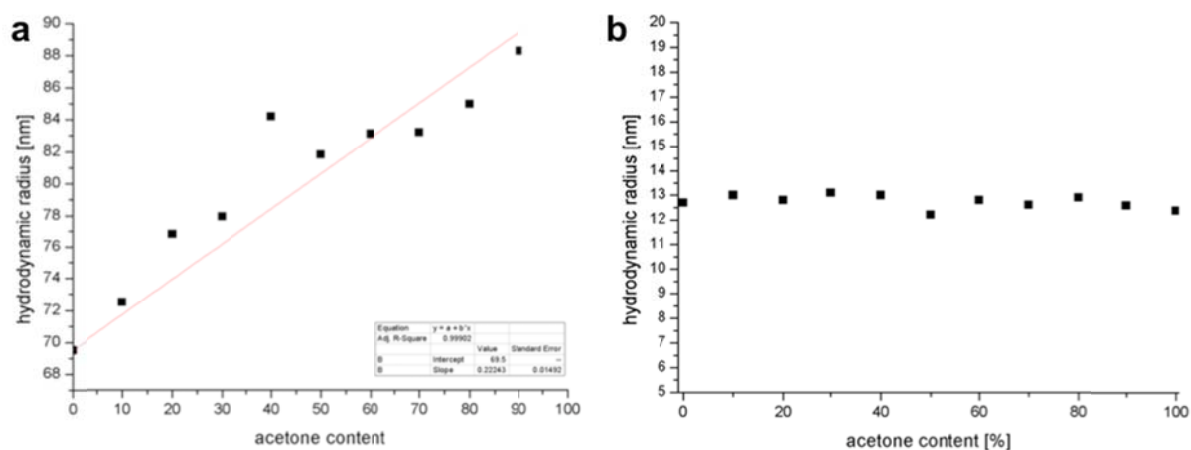 a
90
88
86
84
82
80
78
76
74
72
70
68
hydrodynamic radius [nm]
0 10 20 30 40 50 60 70 80 90 100
acetone content
Equation y = a + b*x
Adj. R-Square 0.99902
Value Standard Error
B Intercept 69.5 --
B Slope 0.22243 0.01492
b
20
19
18
17
16
15
14
13
12
11
10
9
8
7
6
5
hydrodynamic radius [nm]
0 20 40 60 80 100
acetone content [%]